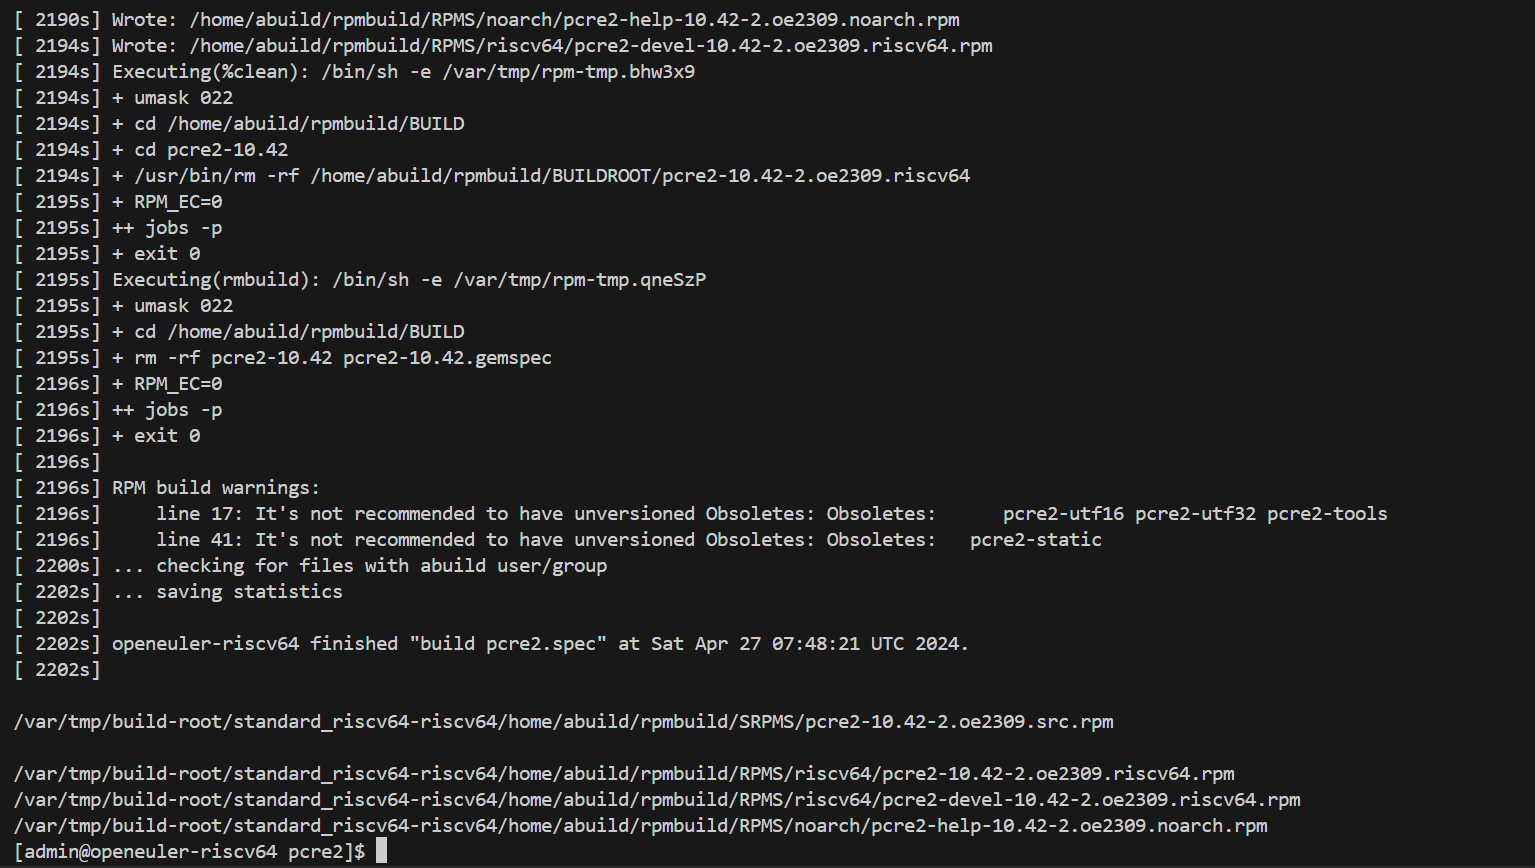 [ 2190s] Wrote: /home/abuild/rpmbuild/RPMS/noarch/pcre2-help-10.42-2.oe2309.noarch.rpm
[ 2194s] Wrote: /home/abuild/rpmbuild/RPMS/riscv64/pcre2-devel-10.42-2.oe2309.riscv64.rpm
[ 2194s] Executing(%clean): /bin/sh -e /var/tmp/rpm-tmp.bhw3x9
[ 2194s] + umask 022
[ 2194s] + cd /home/abuild/rpmbuild/BUILD
[ 2194s] + cd pcre2-10.42
[ 2194s] + /usr/bin/rm -rf /home/abuild/rpmbuild/BUILDROOT/pcre2-10.42-2.oe2309.riscv64
[ 2195s] + RPM_EC=0
[ 2195s] ++ jobs -p
[ 2195s] + exit 0
[ 2195s] Executing(rmbuild): /bin/sh -e /var/tmp/rpm-tmp.qneSzP
[ 2195s] + umask 022
[ 2195s] + cd /home/abuild/rpmbuild/BUILD
[ 2195s] + rm -rf pcre2-10.42 pcre2-10.42.gemspec
[ 2196s] + RPM_EC=0
[ 2196s] ++ jobs -p
[ 2196s] + exit 0
[ 2196s]
[ 2196s] RPM build warnings:
[ 2196s]     line 17: It's not recommended to have unversioned Obsoletes: Obsoletes:      pcre2-utf16 pcre2-utf32 pcre2-tools
[ 2196s]     line 41: It's not recommended to have unversioned Obsoletes: Obsoletes:   pcre2-static
[ 2200s] ... checking for files with abuild user/group
[ 2202s] ... saving statistics
[ 2202s]
[ 2202s] openeuler-riscv64 finished "build pcre2.spec" at Sat Apr 27 07:48:21 UTC 2024.
[ 2202s]
/var/tmp/build-root/standard_riscv64-riscv64/home/abuild/rpmbuild/SRPMS/pcre2-10.42-2.oe2309.src.rpm
/var/tmp/build-root/standard_riscv64-riscv64/home/abuild/rpmbuild/RPMS/riscv64/pcre2-10.42-2.oe2309.riscv64.rpm
/var/tmp/build-root/standard_riscv64-riscv64/home/abuild/rpmbuild/RPMS/riscv64/pcre2-devel-10.42-2.oe2309.riscv64.rpm
/var/tmp/build-root/standard_riscv64-riscv64/home/abuild/rpmbuild/RPMS/noarch/pcre2-help-10.42-2.oe2309.noarch.rpm
[admin@openeuler-riscv64 pcre2]$